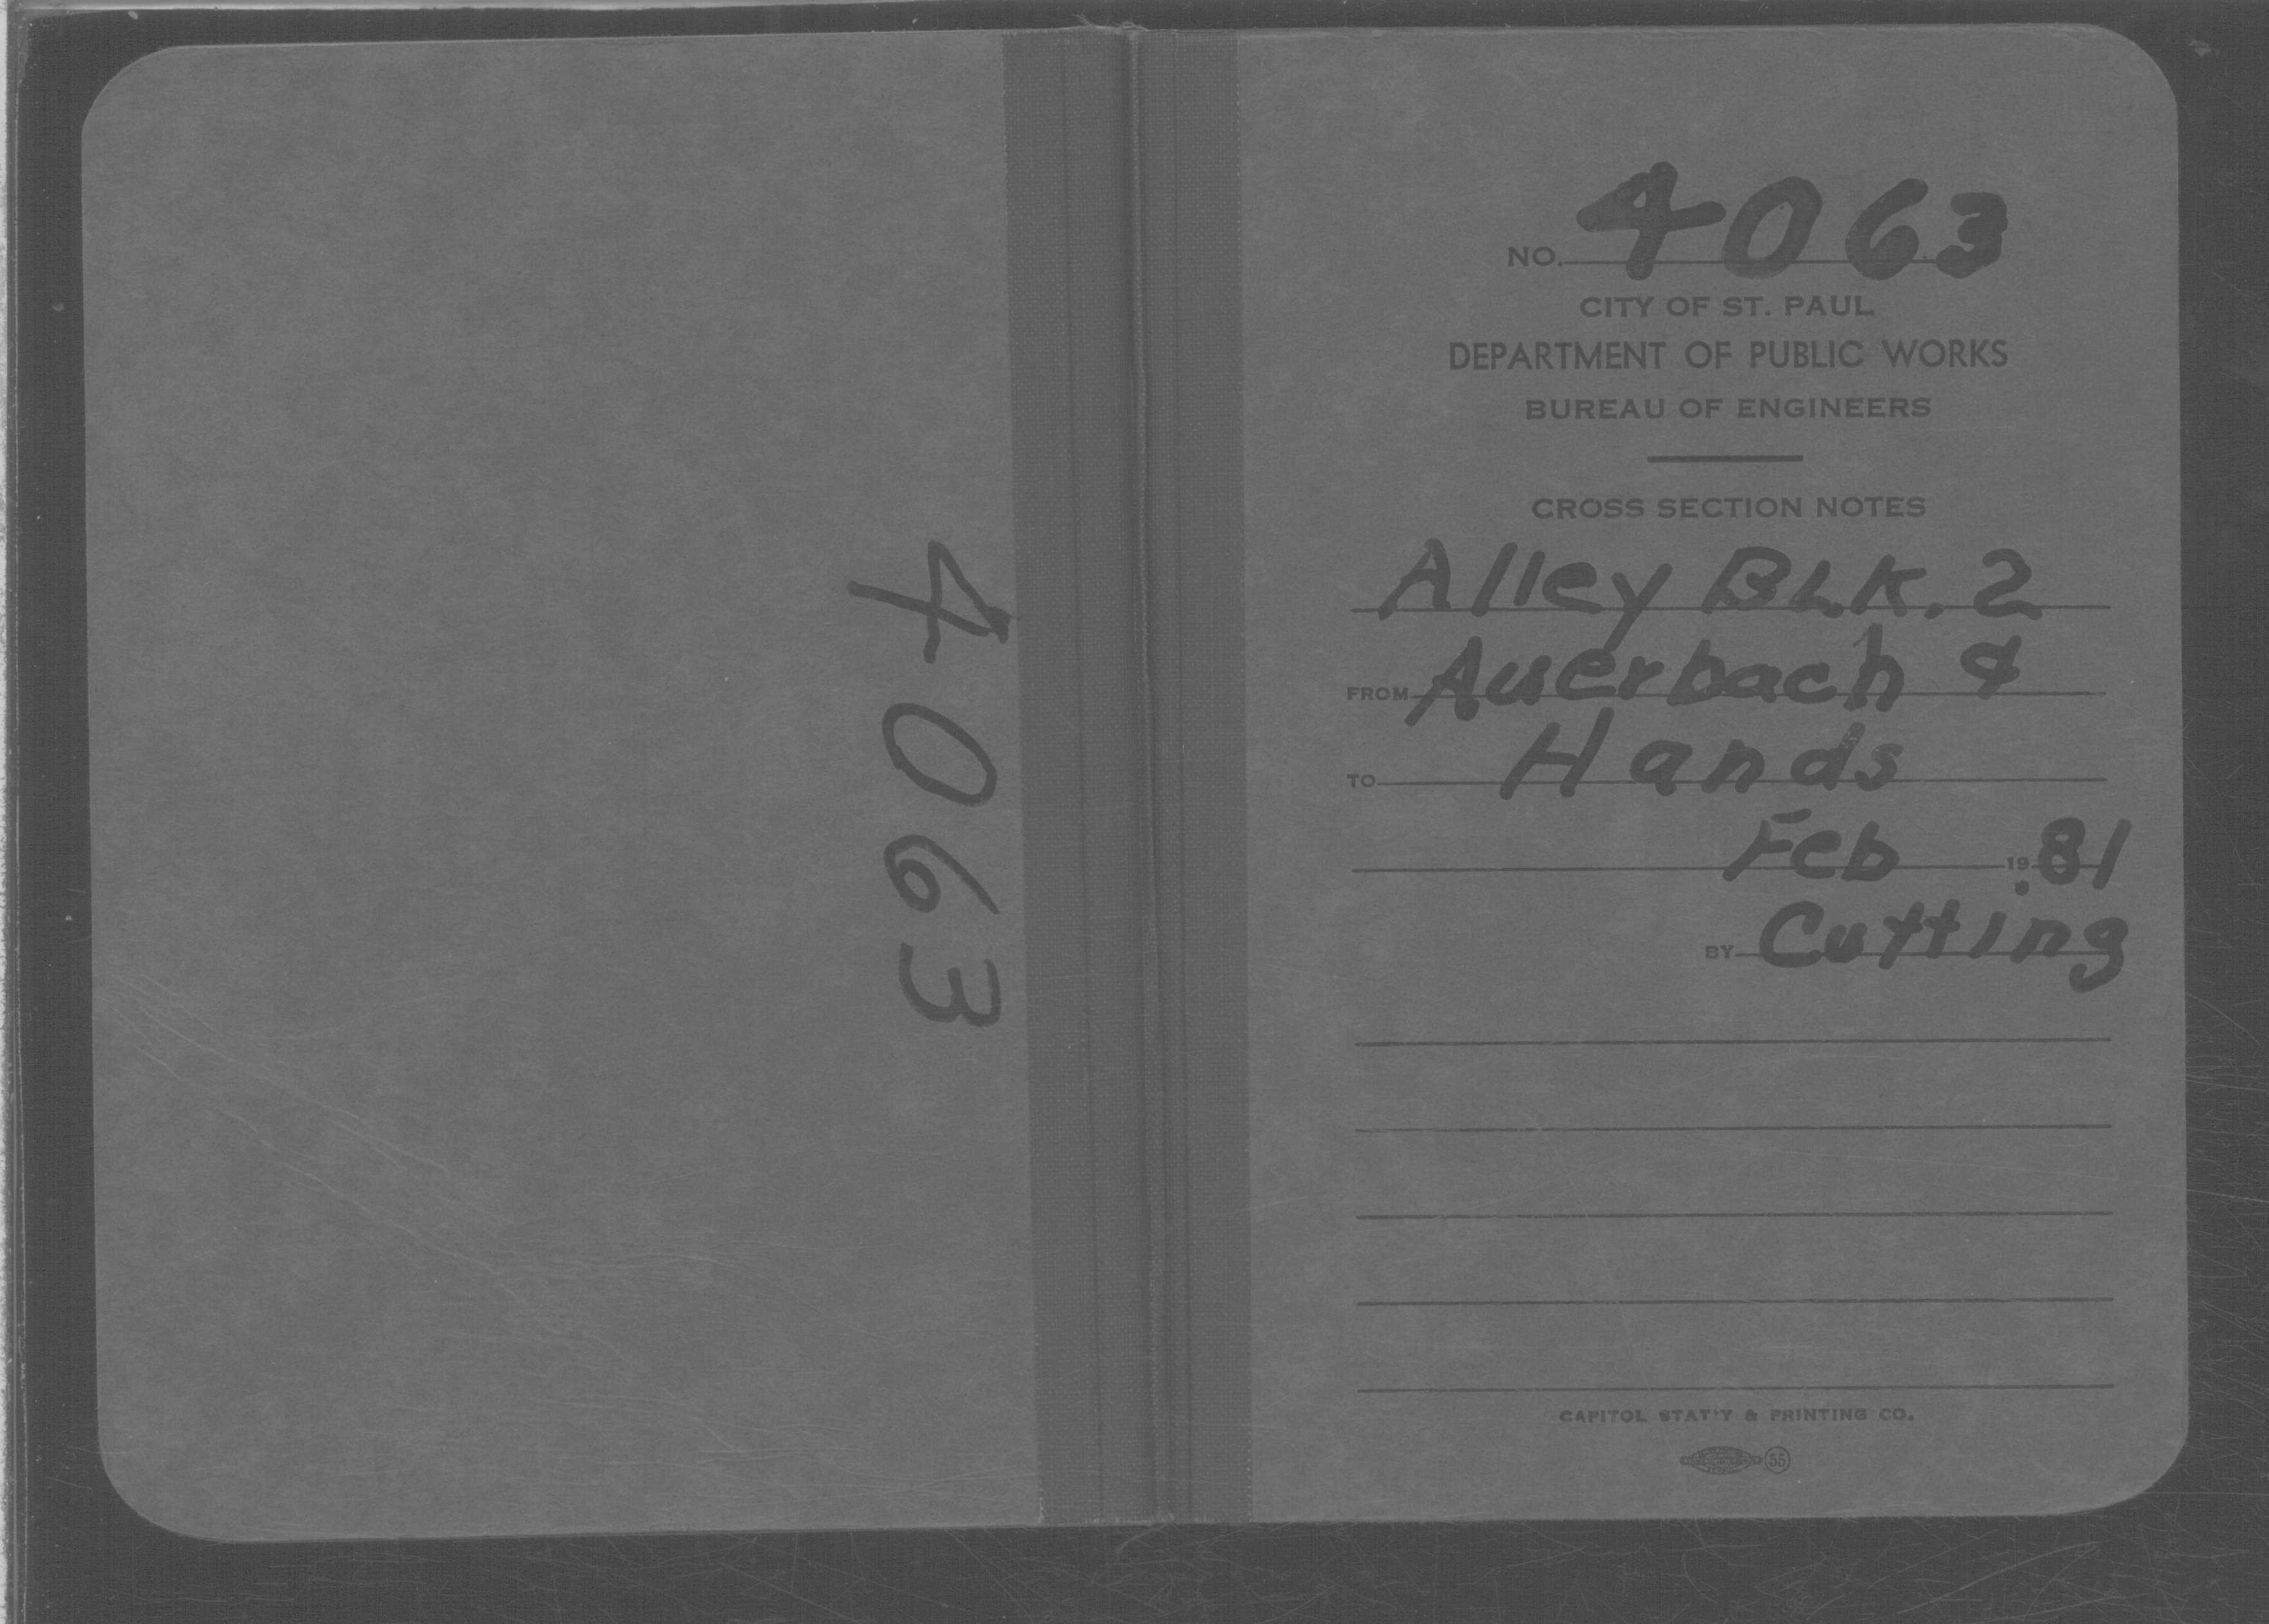 4063
NO. 4063
CITY OF ST. PAUL
DEPARTMENT OF PUBLIC WORKS
BUREAU OF ENGINEERS
CROSS SECTION NOTES
Alley BLK. 2
FROM Auerbach &
TO Hands
Feb 19.81
BY Cutting
CAPITOL STAT'Y & PRINTING CO.
55